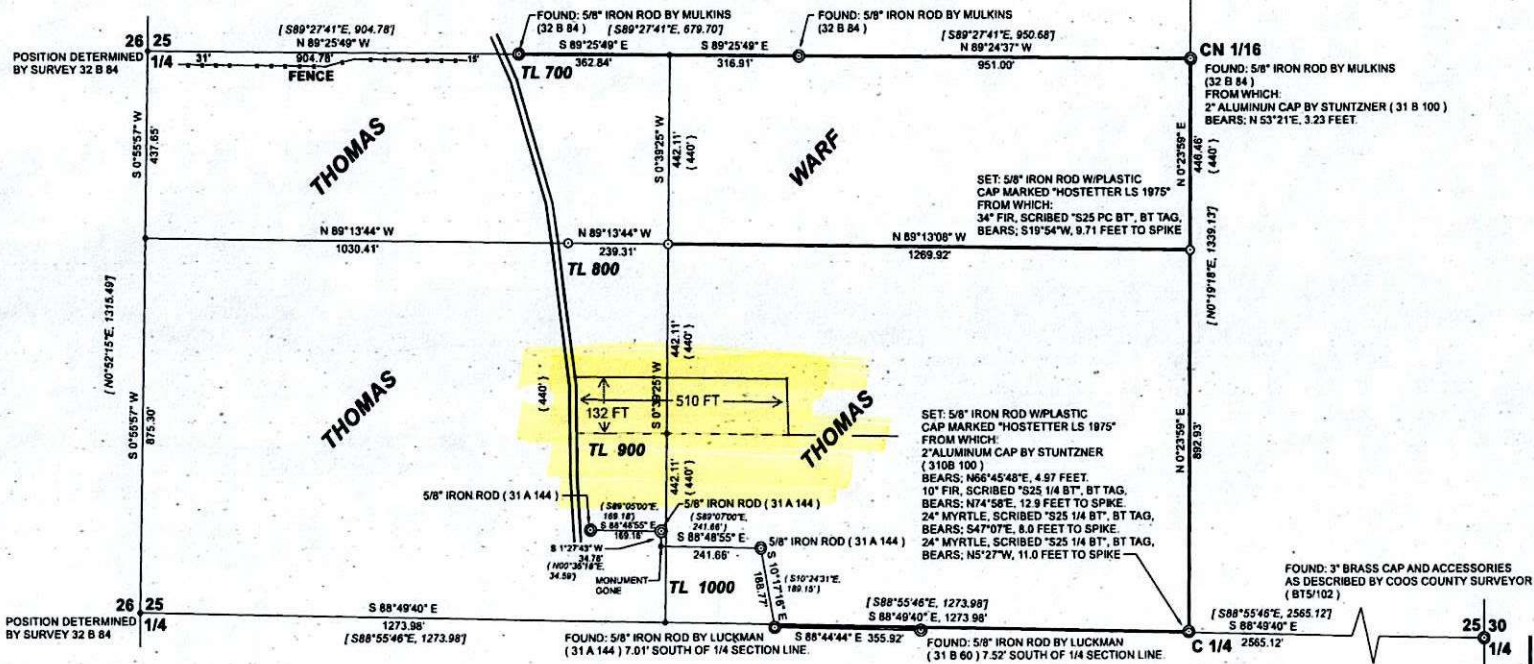 FOUND: 5/8" IRON ROD BY MULKINS
(32 B 84 )
[ S89°27'41"E, 679.70]
FOUND: 5/8" IRON ROD BY MULKINS
(32 B 84 )
26 25
1/4
POSITION DETERMINED
BY SURVEY 32 B 84
[ S89°27'41"E, 904.78]
N 89°25'49" W
904.78'
31'
15'
FENCE
TL 700
S 89°25'49" E
362.84'
S 89°25'49" E
316.91'
[S89°27'41"E, 950.68]
N 89°24'37" W
951.00'
CN 1/16
FOUND: 5/8" IRON ROD BY MULKINS
(32 B 84 )
FROM WHICH:
2" ALUMINUN CAP BY STUNTZNER ( 31 B 100 )
BEARS; N 53°21'E, 3.23 FEET.
S 0°55'57" W
437.65'
THOMAS
S 0°39'25" W
442.11'
( 440' )
WARF
N 0°23'59" E
446.46'
( 440' )
SET: 5/8" IRON ROD W/PLASTIC
CAP MARKED "HOSTETTER LS 1975"
FROM WHICH:
34" FIR, SCRIBED "S25 PC BT", BT TAG,
BEARS; S19°54'W, 9.71 FEET TO SPIKE
N 89°13'44" W
1030.41'
N 89°13'44" W
239.31'
TL 800
N 89°13'08" W
1269.92'
[ N0°19'18"E, 1339.13']
[ N0°52'15"E, 1315.49']
S 0°55'57" W
875.30'
THOMAS
( 440' )
442.11'
( 440' )
S 0°39'25" W
132 FT
510 FT
TL 900
THOMAS
442.11'
( 440' )
N 0°23'59" E
892.93'
SET: 5/8" IRON ROD W/PLASTIC
CAP MARKED "HOSTETTER LS 1975"
FROM WHICH:
2"ALUMINUM CAP BY STUNTZNER
( 310B 100 )
BEARS; N66°45'48"E, 4.97 FEET.
10" FIR, SCRIBED "S25 1/4 BT", BT TAG,
BEARS; N74°58'E, 12.9 FEET TO SPIKE.
24" MYRTLE, SCRIBED "S25 1/4 BT", BT TAG,
BEARS; S47°07'E, 8.0 FEET TO SPIKE.
24" MYRTLE, SCRIBED "S25 1/4 BT", BT TAG,
BEARS; N5°27'W, 11.0 FEET TO SPIKE
5/8" IRON ROD ( 31 A 144 )
( S89°05'00"E,
169.18')
S 88°48'55" E
169.16'
5/8" IRON ROD ( 31 A 144 )
( S89°07'00"E,
241.66')
S 88°48'55" E
241.66'
5/8" IRON ROD ( 31 A 144 )
S 1°27'43" W
34.78'
34.59')
MONUMENT
GONE
TL 1000
S 10°17'16" E
188.77'
( S10°24'31"E,
189.15')
26 25
1/4
POSITION DETERMINED
BY SURVEY 32 B 84
S 88°49'40" E
1273.98'
[S88°55'46"E, 1273.98']
FOUND: 5/8" IRON ROD BY LUCKMAN
( 31 A 144 ) 7.01' SOUTH OF 1/4 SECTION LINE.
[S88°55'46"E, 1273.98']
S 88°49'40" E, 1273.98'
S 88°44'44" E 355.92'
FOUND: 5/8" IRON ROD BY LUCKMAN
( 31 B 60 ) 7.52' SOUTH OF 1/4 SECTION LINE.
C 1/4
[S88°55'46"E, 2565.12']
S 88°49'40" E
2565.12'
FOUND: 3" BRASS CAP AND ACCESSORIES
AS DESCRIBED BY COOS COUNTY SURVEYOR
( BT5/102 )
25 30
1/4